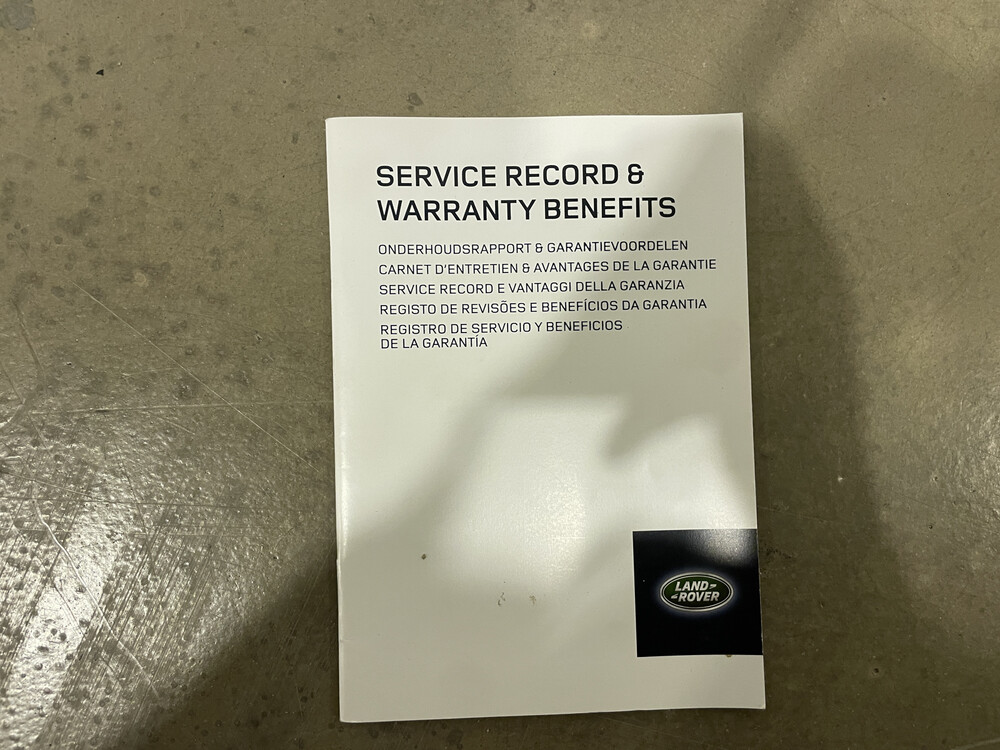 SERVICE RECORD &
WARRANTY BENEFITS
ONDERHOUDSRAPPORT & GARANTIEVOORDELEN
CARNET D'ENTRETIEN & AVANTAGES DE LA GARANTIE
SERVICE RECORD E VANTAGGI DELLA GARANZIA
REGISTO DE REVISÕES E BENEFÍCIOS DA GARANTIA
REGISTRO DE SERVICIO Y BENEFICIOS
DE LA GARANTÍA
LAND-
-ROVER